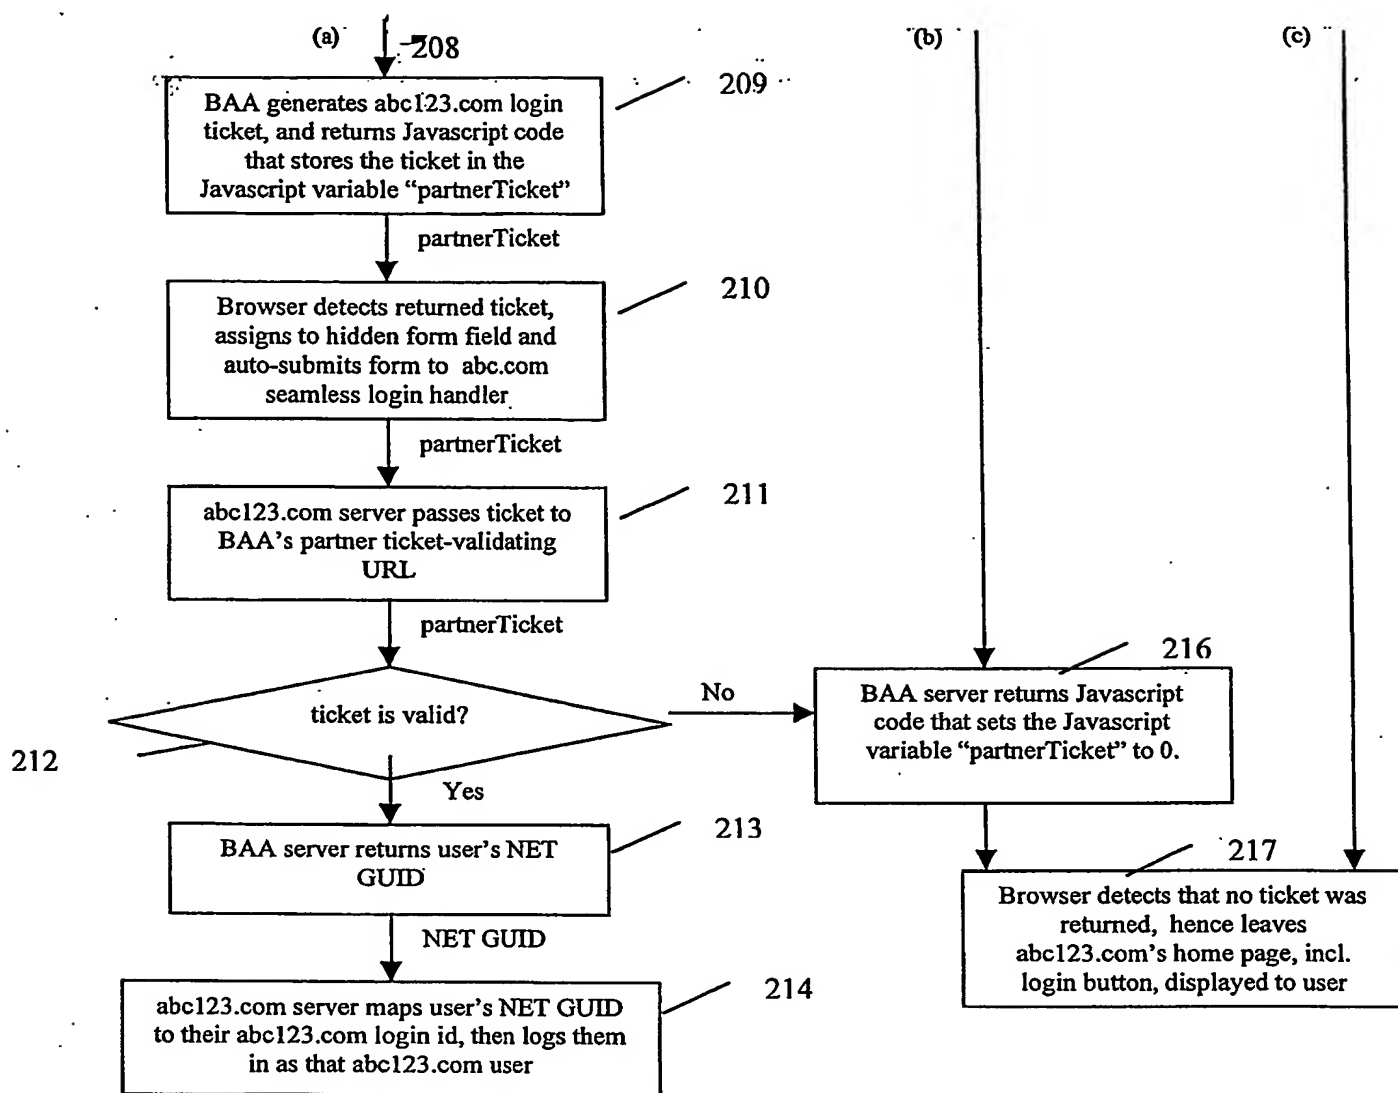 (a)
208
(b)
(c)
BAA generates abc123.com login
ticket, and returns Javascript code
that stores the ticket in the
Javascript variable “partnerTicket”
209
partnerTicket
Browser detects returned ticket,
assigns to hidden form field and
auto-submits form to abc.com
seamless login handler
210
partnerTicket
abc123.com server passes ticket to
BAA's partner ticket-validating
URL
211
partnerTicket
ticket is valid?
212
No
Yes
BAA server returns Javascript
code that sets the Javascript
variable “partnerTicket” to 0.
216
BAA server returns user's NET
GUID
213
NET GUID
Browser detects that no ticket was
returned, hence leaves
abc123.com's home page, incl.
login button, displayed to user
217
abc123.com server maps user's NET GUID
to their abc123.com login id, then logs them
in as that abc123.com user
214